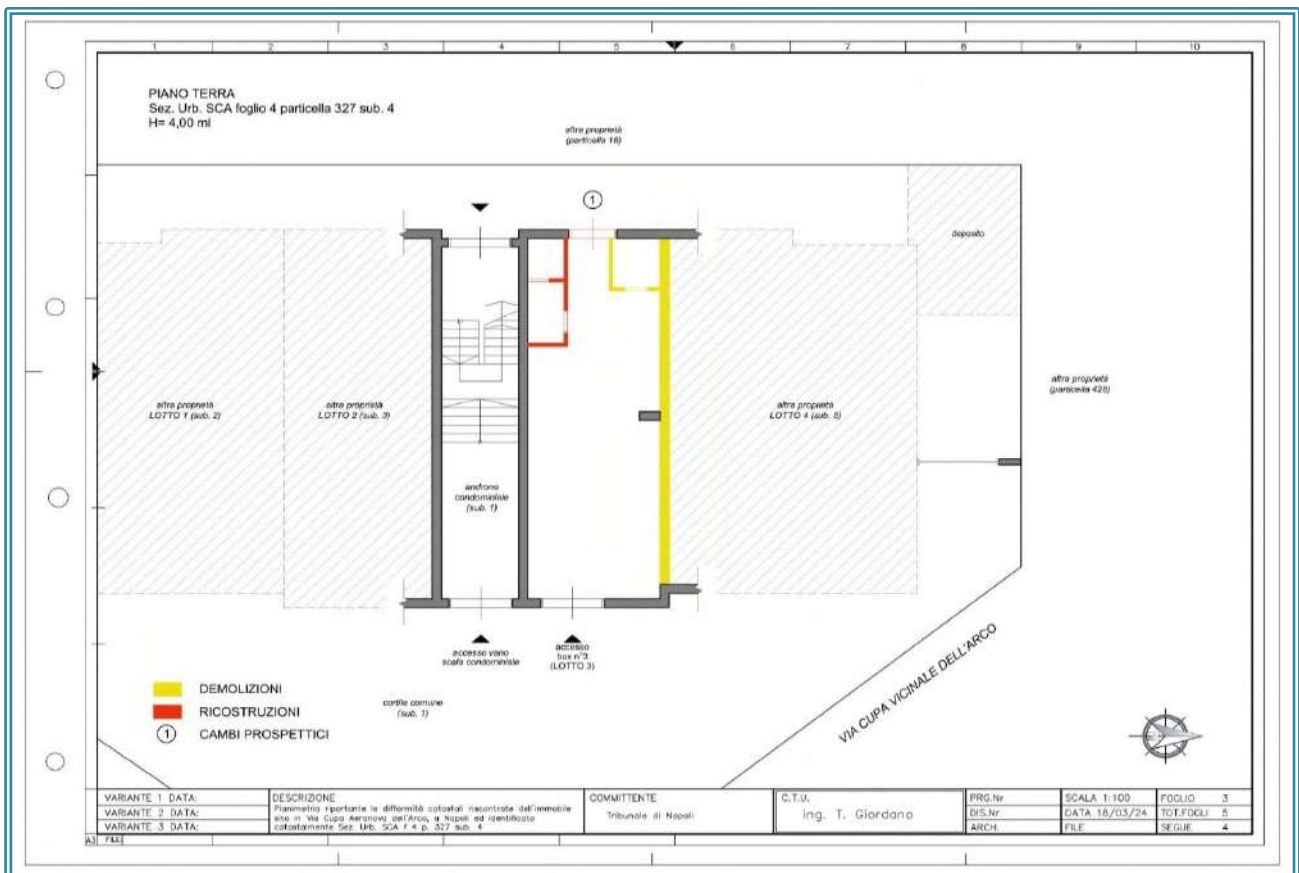 1 2 3 4 5 6 7 8 9 10
PIANO TERRA
Sez. Urb. SCA foglio 4 particella 327 sub. 4
H= 4,00 ml
altra proprietà
(particella 16)
1
deposito
altra proprietà
(particella 428)
altra proprietà
LOTTO 1 (sub. 2)
altra proprietà
LOTTO 2 (sub. 3)
altra proprietà
LOTTO 4 (sub. 5)
androne
condominiale
(sub. 1)
accesso vano
scala condominiale
accesso
box n°3
(LOTTO 3)
cortile comune
(sub. 1)
VIA CUPA VICINALE DELL'ARCO
DEMOLIZIONI
RICOSTRUZIONI
1 CAMBI PROSPETTICI
VARIANTE 1 DATA:
VARIANTE 2 DATA:
VARIANTE 3 DATA:
DESCRIZIONE
Planimetria riportante le difformità catastali riscontrate dell'immobile
sito in Via Cupa Aeranova dell'Arco, a Napoli ed identificato
catastalmente Sez. Urb. SCA f 4 p. 327 sub. 4
COMMITTENTE
Tribunale di Napoli
C.T.U.
ing. T. Giordano
PRG.Nr
DIS.Nr
ARCH.
SCALA 1:100
DATA 18/03/24
FILE
FOGLIO 3
TOT.FOGLI 5
SEGUE 4
A3 FILE